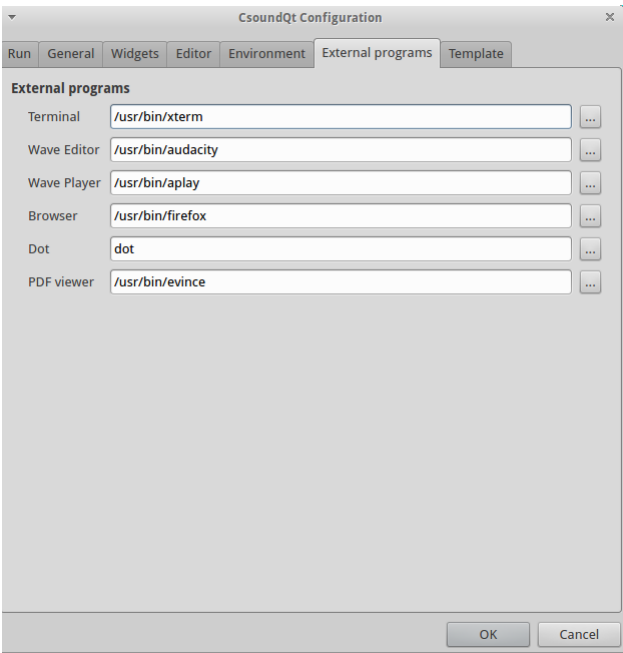 CsoundQt Configuration
Run General Widgets Editor Environment External programs Template
External programs
Terminal /usr/bin/xterm ...
Wave Editor /usr/bin/audacity ...
Wave Player /usr/bin/aplay ...
Browser /usr/bin/firefox ...
Dot dot ...
PDF viewer /usr/bin/evince ...
OK Cancel